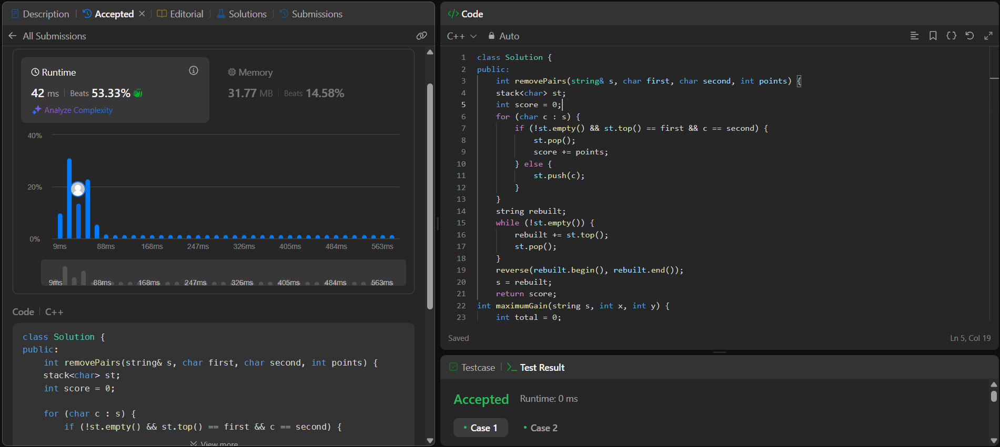 Description | Accepted × | Editorial | Solutions | Submissions
All Submissions
Runtime
42 ms | Beats 53.33%
Analyze Complexity
Memory
31.77 MB | Beats 14.58%
40%
20%
0%
9ms 88ms 168ms 247ms 326ms 405ms 484ms 563ms
9ms 88ms 168ms 247ms 326ms 405ms 484ms 563ms
Code | C++
class Solution {
public:
    int removePairs(string& s, char first, char second, int points) {
    stack<char> st;
    int score = 0;
    for (char c : s) {
        if (!st.empty() && st.top() == first && c == second) {
View more
</> Code
C++ Auto
1 class Solution {
2 public:
3     int removePairs(string& s, char first, char second, int points) {
4     stack<char> st;
5     int score = 0;
6     for (char c : s) {
7         if (!st.empty() && st.top() == first && c == second) {
8             st.pop();
9             score += points;
10         } else {
11             st.push(c);
12         }
13     }
14     string rebuilt;
15     while (!st.empty()) {
16         rebuilt += st.top();
17         st.pop();
18     }
19     reverse(rebuilt.begin(), rebuilt.end());
20     s = rebuilt;
21     return score;
22 int maximumGain(string s, int x, int y) {
23     int total = 0;
Saved
Ln 5, Col 19
Testcase | >_ Test Result
Accepted Runtime: 0 ms
• Case 1 • Case 2